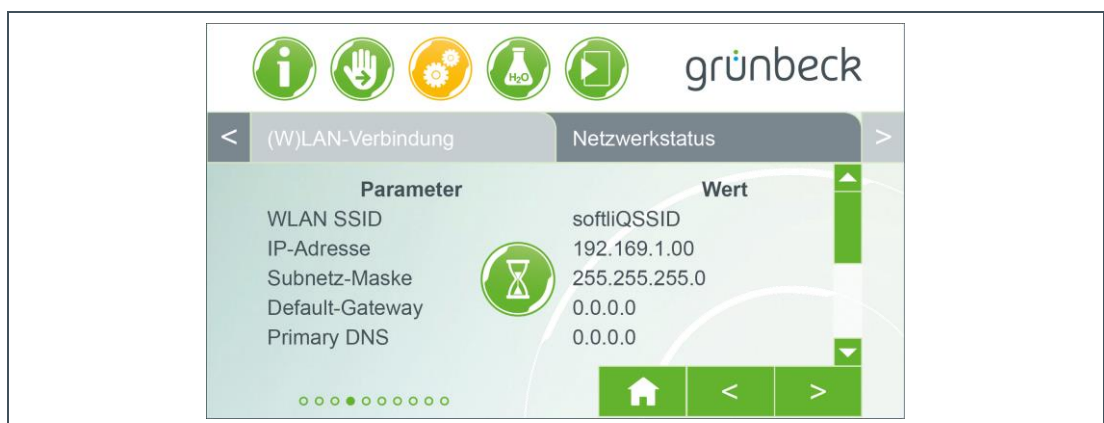 H₂O
grünbeck
< (W)LAN-Verbindung Netzwerkstatus >
Parameter Wert
WLAN SSID softliQSSID
IP-Adresse 192.169.1.00
Subnetz-Maske 255.255.255.0
Default-Gateway 0.0.0.0
Primary DNS 0.0.0.0
< >